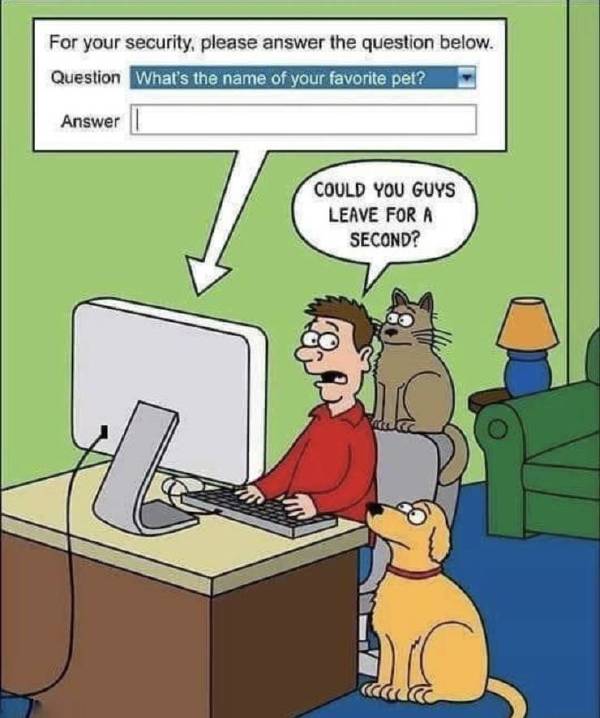 For your security, please answer the question below.
Question What's the name of your favorite pet?
Answer
COULD YOU GUYS
LEAVE FOR A
SECOND?